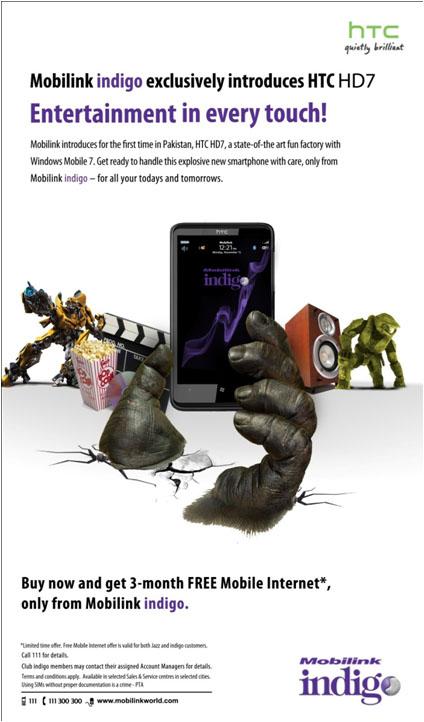 hTC
quietly brilliant
Mobilink indigo exclusively introduces HTC HD7
Entertainment in every touch!
Mobilink introduces for the first time in Pakistan, HTC HD7, a state-of-the art fun factory with
Windows Mobile 7. Get ready to handle this explosive new smartphone with care, only from
Mobilink indigo – for all your todays and tomorrows.
hTC
Mobilink
12:21 PM
Mobilink
indigo
Buy now and get 3-month FREE Mobile Internet*,
only from Mobilink indigo.
*Limited time offer. Free Mobile Internet offer is valid for both Jazz and indigo customers.
Call 111 for details.
Club indigo members may contact their assigned Account Managers for details.
Terms and conditions apply. Available in selected Sales & Service centres in selected cities.
Using SIMs without proper documentation is a crime - PTA
111 111 300 300 www.mobilinkworld.com
Mobilink
indigo